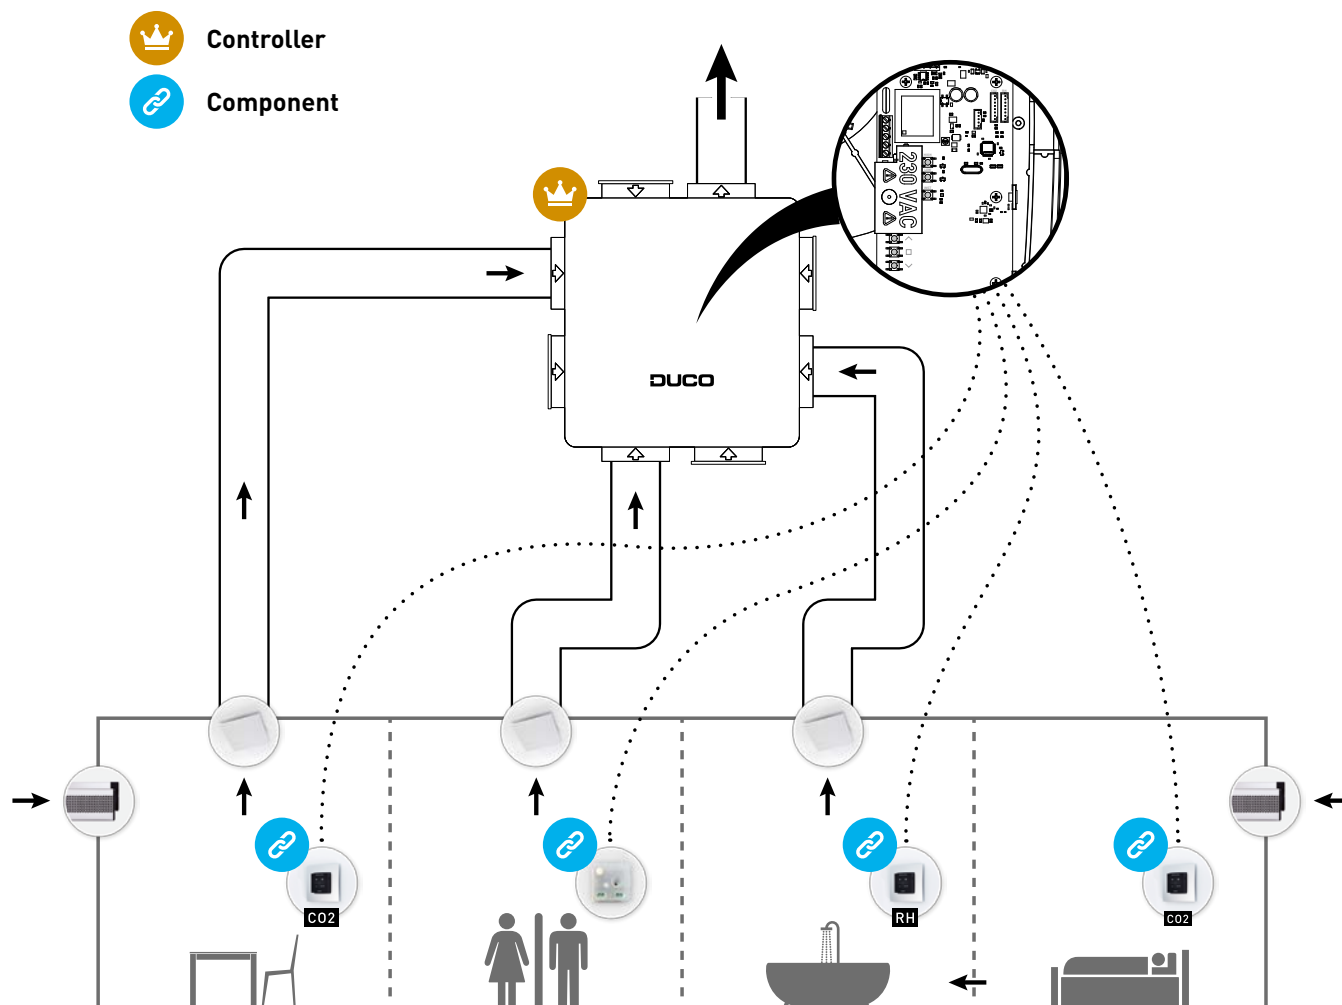 Controller
Component
230 VAC
DUCO
CO2
RH
CO2